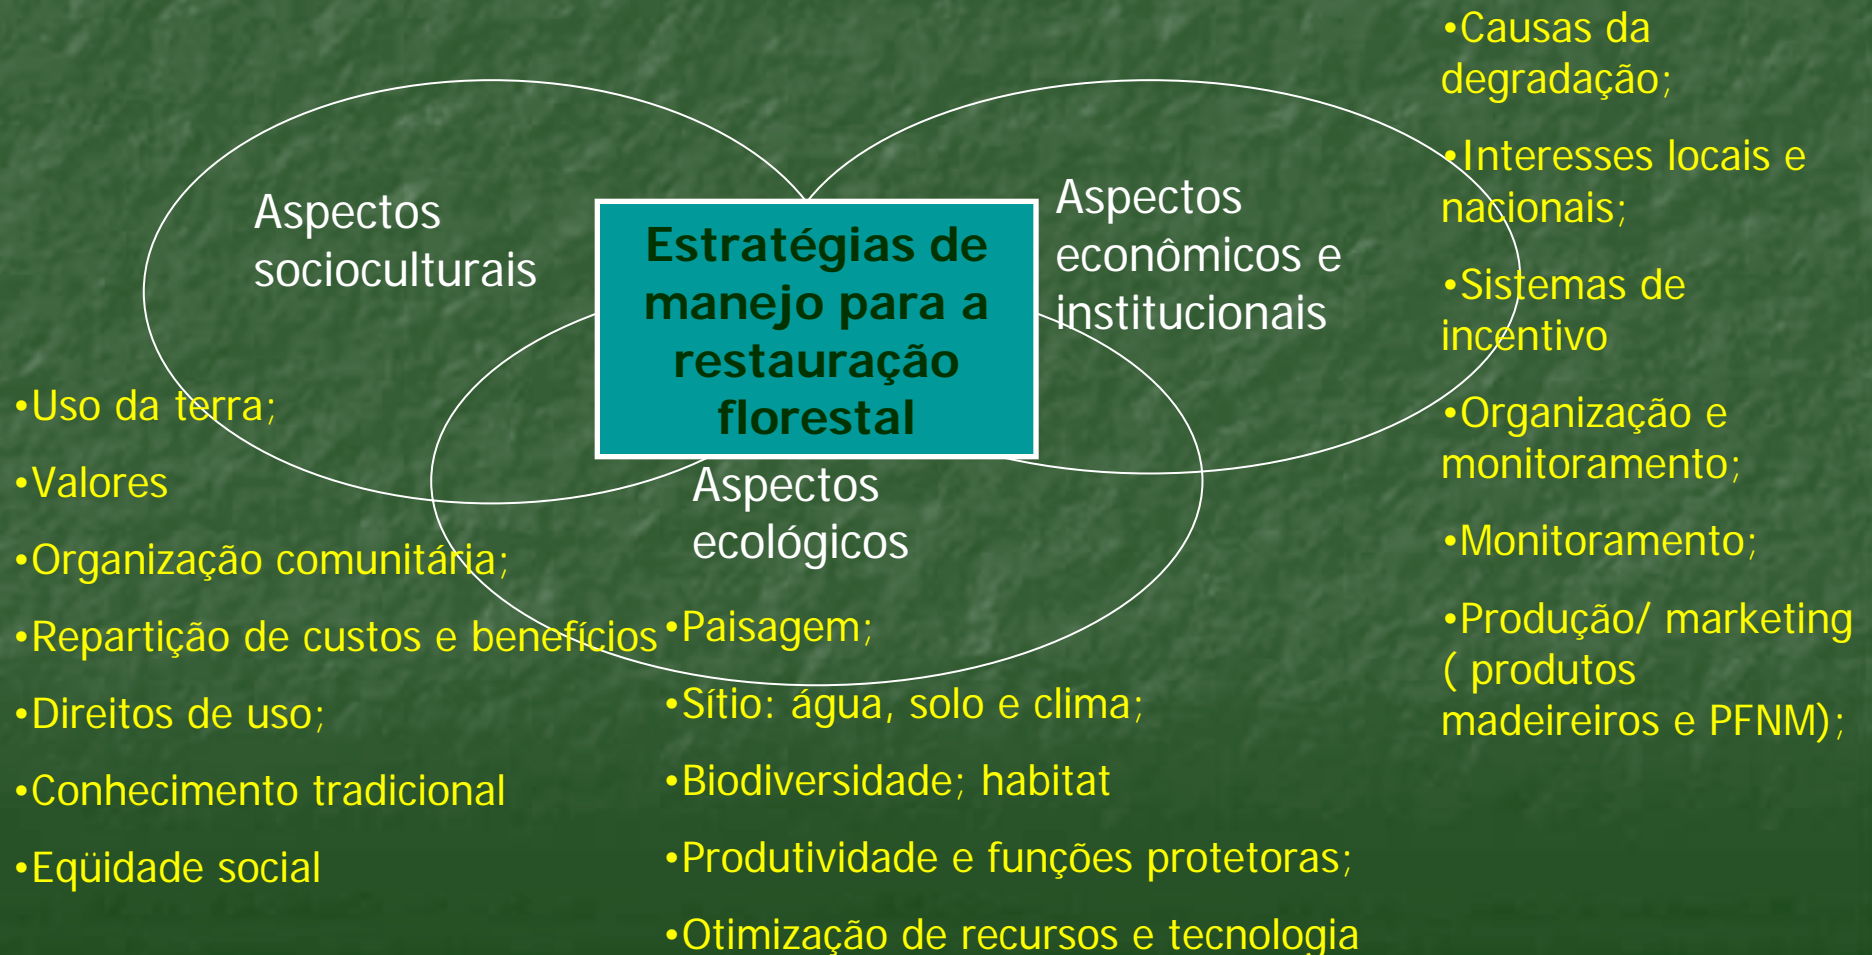 Aspectos
socioculturais
Estratégias de
manejo para a
restauração
florestal
Aspectos
econômicos e
institucionais
Aspectos
ecológicos
•Uso da terra;
•Valores
•Organização comunitária;
•Repartição de custos e benefícios
•Direitos de uso;
•Conhecimento tradicional
•Eqüidade social
•Paisagem;
•Sítio: água, solo e clima;
•Biodiversidade; habitat
•Produtividade e funções protetoras;
•Otimização de recursos e tecnologia
•Causas da
degradação;
•Interesses locais e
nacionais;
•Sistemas de
incentivo
•Organização e
monitoramento;
•Monitoramento;
•Produção/ marketing
( produtos
madeireiros e PFNM);